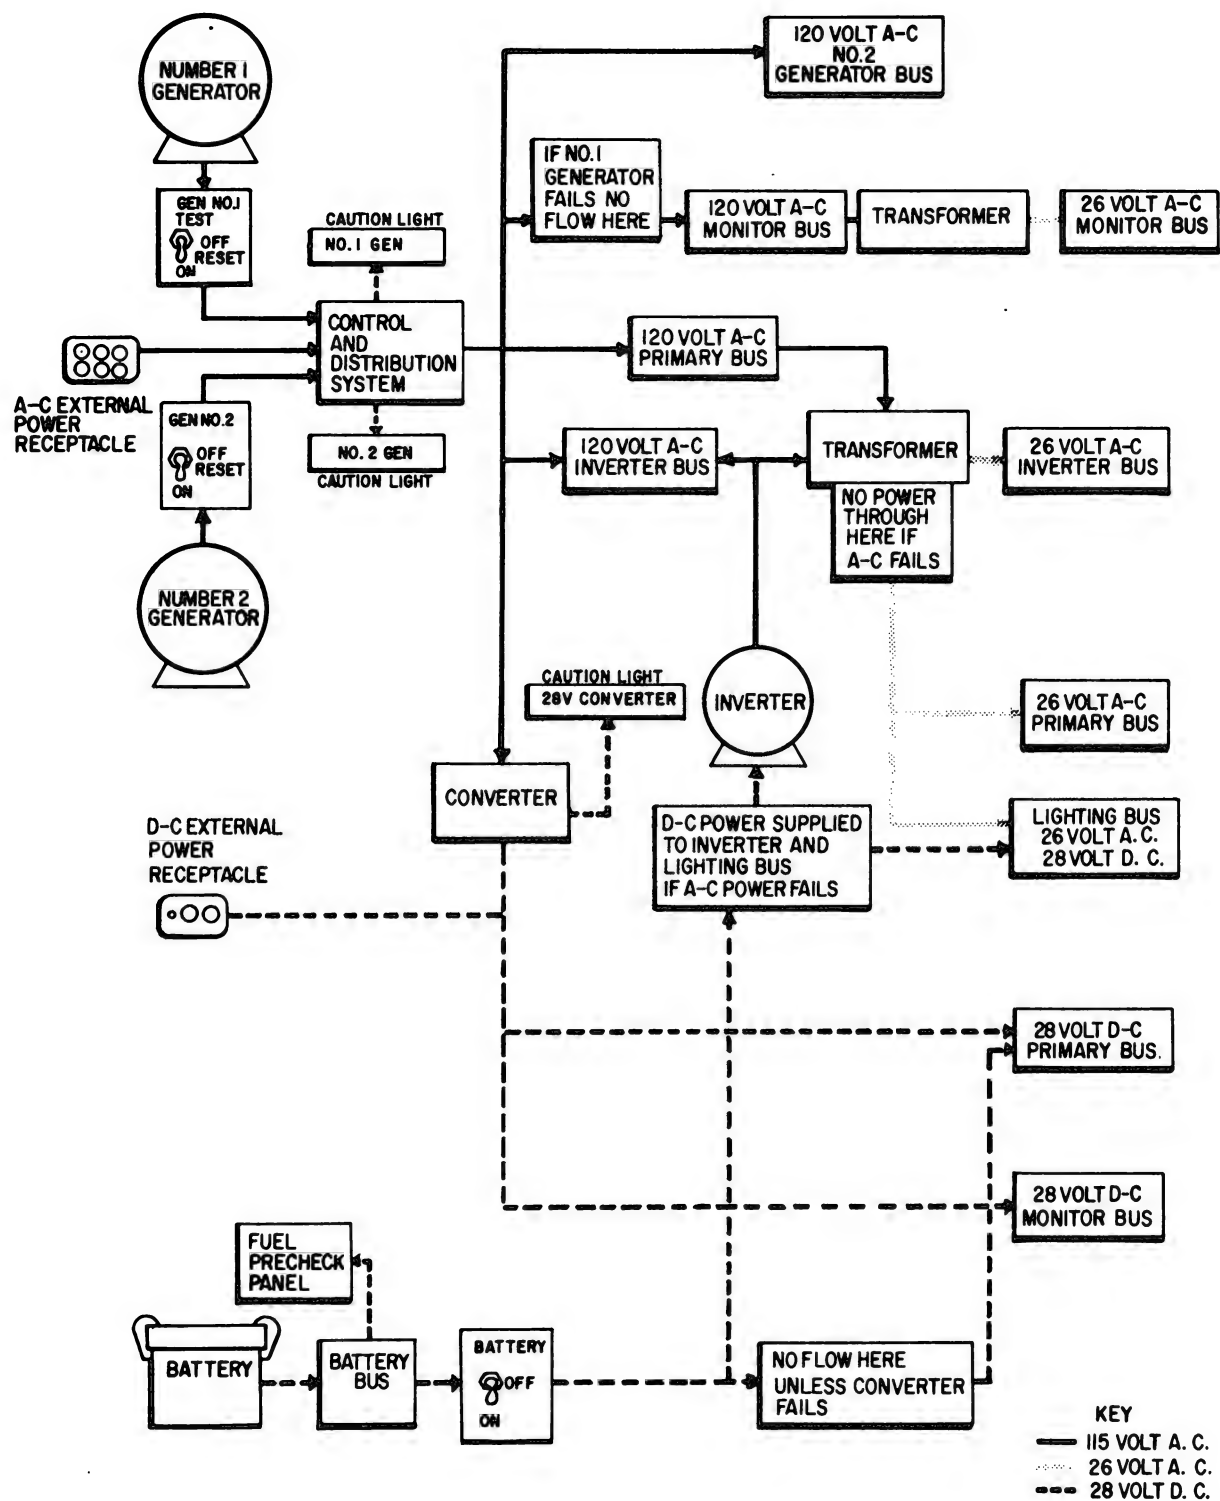 NUMBER 1
GENERATOR
GEN NO.1
TEST
OFF
RESET
ON
CAUTION LIGHT
NO. 1 GEN
CONTROL
AND
DISTRIBUTION
SYSTEM
NO. 2 GEN
CAUTION LIGHT
A-C EXTERNAL
POWER
RECEPTACLE
GEN NO.2
OFF
RESET
ON
NUMBER 2
GENERATOR
120 VOLT A-C
NO.2
GENERATOR BUS
IF NO.1
GENERATOR
FAILS NO
FLOW HERE
120 VOLT A-C
MONITOR BUS
TRANSFORMER
26 VOLT A-C
MONITOR BUS
120 VOLT A-C
PRIMARY BUS
120 VOLT A-C
INVERTER BUS
TRANSFORMER
26 VOLT A-C
INVERTER BUS
NO POWER
THROUGH
HERE IF
A-C FAILS
CAUTION LIGHT
28V CONVERTER
INVERTER
26 VOLT A-C
PRIMARY BUS
CONVERTER
D-C POWER SUPPLIED
TO INVERTER AND
LIGHTING BUS
IF A-C POWER FAILS
LIGHTING BUS
26 VOLT A.C.
28 VOLT D. C.
D-C EXTERNAL
POWER
RECEPTACLE
28 VOLT D-C
PRIMARY BUS.
28 VOLT D-C
MONITOR BUS
FUEL
PRECHECK
PANEL
BATTERY
BATTERY
BUS
BATTERY
OFF
ON
NO FLOW HERE
UNLESS CONVERTER
FAILS
KEY
115 VOLT A. C.
26 VOLT A. C.
28 VOLT D. C.